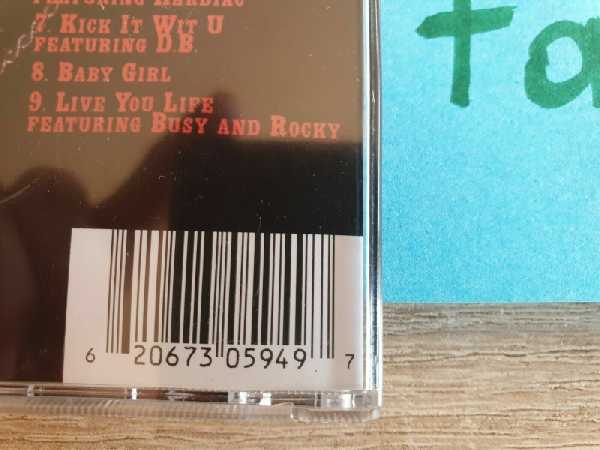 7. Kick It Wit U
featuring D.B.
8. Baby Girl
9. Live You Life
featuring Busy and Rocky
ta
6 20673 05949 7